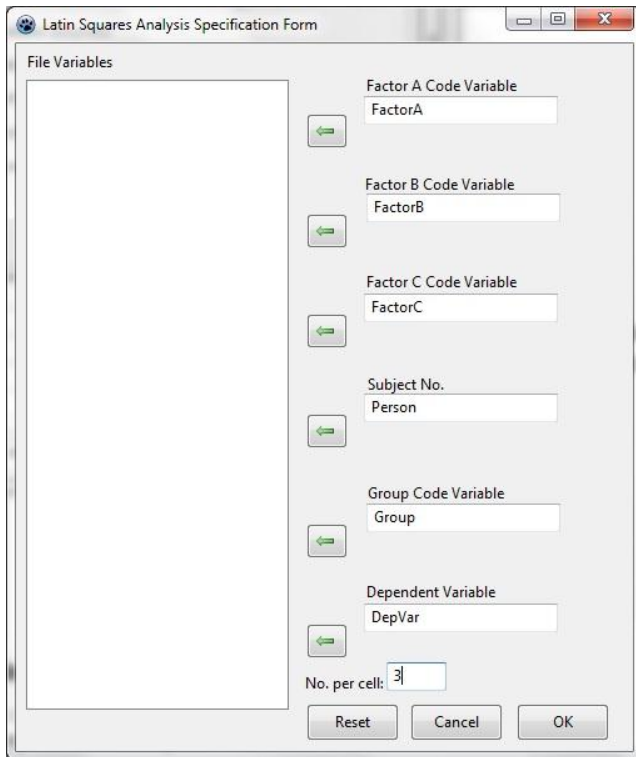 Latin Squares Analysis Specification Form
File Variables
Factor A Code Variable
FactorA
Factor B Code Variable
FactorB
Factor C Code Variable
FactorC
Subject No.
Person
Group Code Variable
Group
Dependent Variable
DepVar
No. per cell: 3
Reset Cancel OK